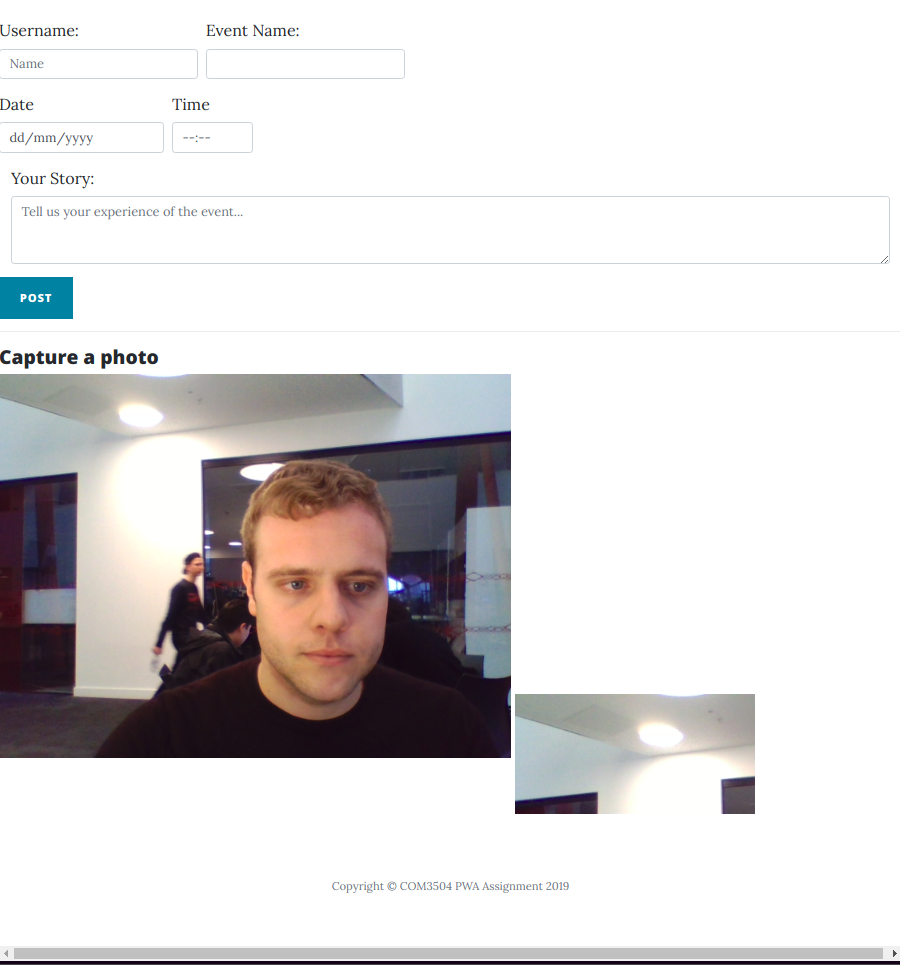 Username: Event Name:
Name
Date Time
dd/mm/yyyy --:--
Your Story:
Tell us your experience of the event...
POST
Capture a photo
Copyright © COM3504 PWA Assignment 2019